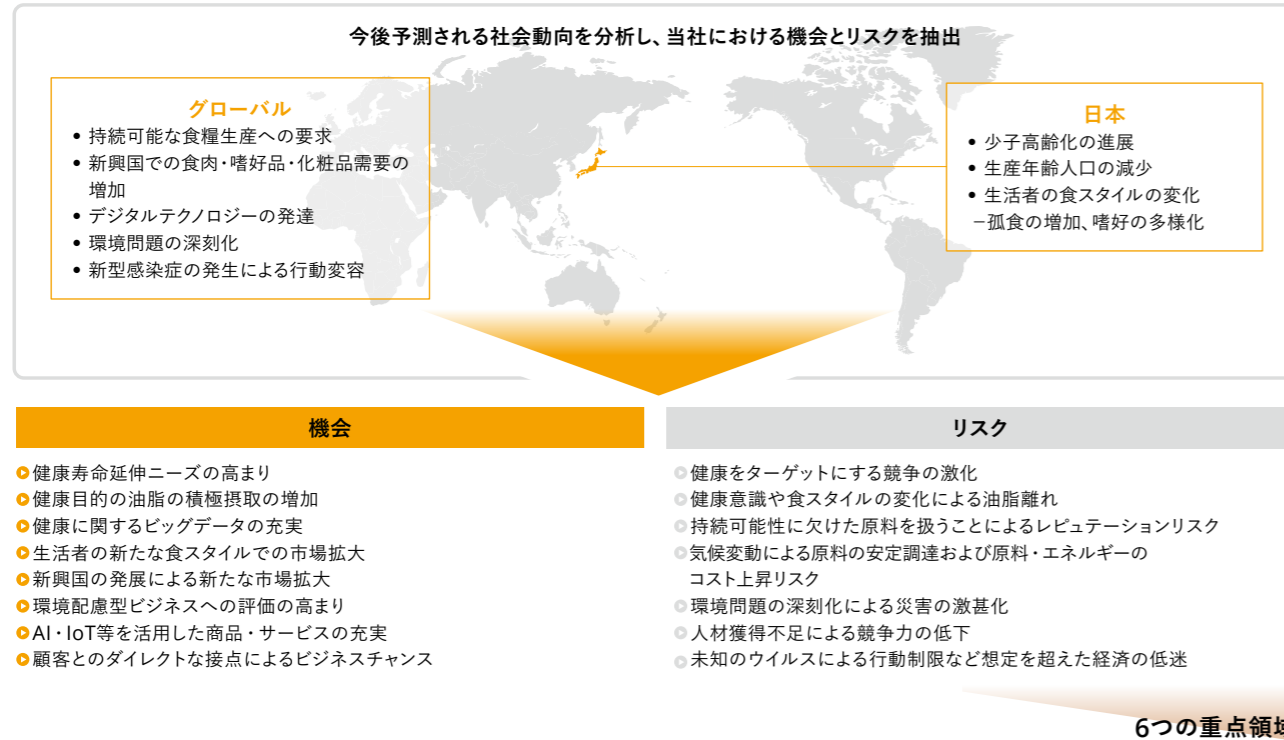 今後予測される社会動向を分析し、当社における機会とリスクを抽出
グローバル
• 持続可能な食糧生産への要求
• 新興国での食肉・嗜好品・化粧品需要の
増加
• デジタルテクノロジーの発達
• 環境問題の深刻化
• 新型感染症の発生による行動変容
日本
• 少子高齢化の進展
• 生産年齢人口の減少
• 生活者の食スタイルの変化
−孤食の増加、嗜好の多様化
機会
健康寿命延伸ニーズの高まり
健康目的の油脂の積極摂取の増加
健康に関するビッグデータの充実
生活者の新たな食スタイルでの市場拡大
新興国の発展による新たな市場拡大
環境配慮型ビジネスへの評価の高まり
AI・IoT等を活用した商品・サービスの充実
顧客とのダイレクトな接点によるビジネスチャンス
リスク
健康をターゲットにする競争の激化
健康意識や食スタイルの変化による油脂離れ
持続可能性に欠けた原料を扱うことによるレピュテーションリスク
気候変動による原料の安定調達および原料・エネルギーの
コスト上昇リスク
環境問題の深刻化による災害の激甚化
人材獲得不足による競争力の低下
未知のウイルスによる行動制限など想定を超えた経済の低迷
6つの重点領域